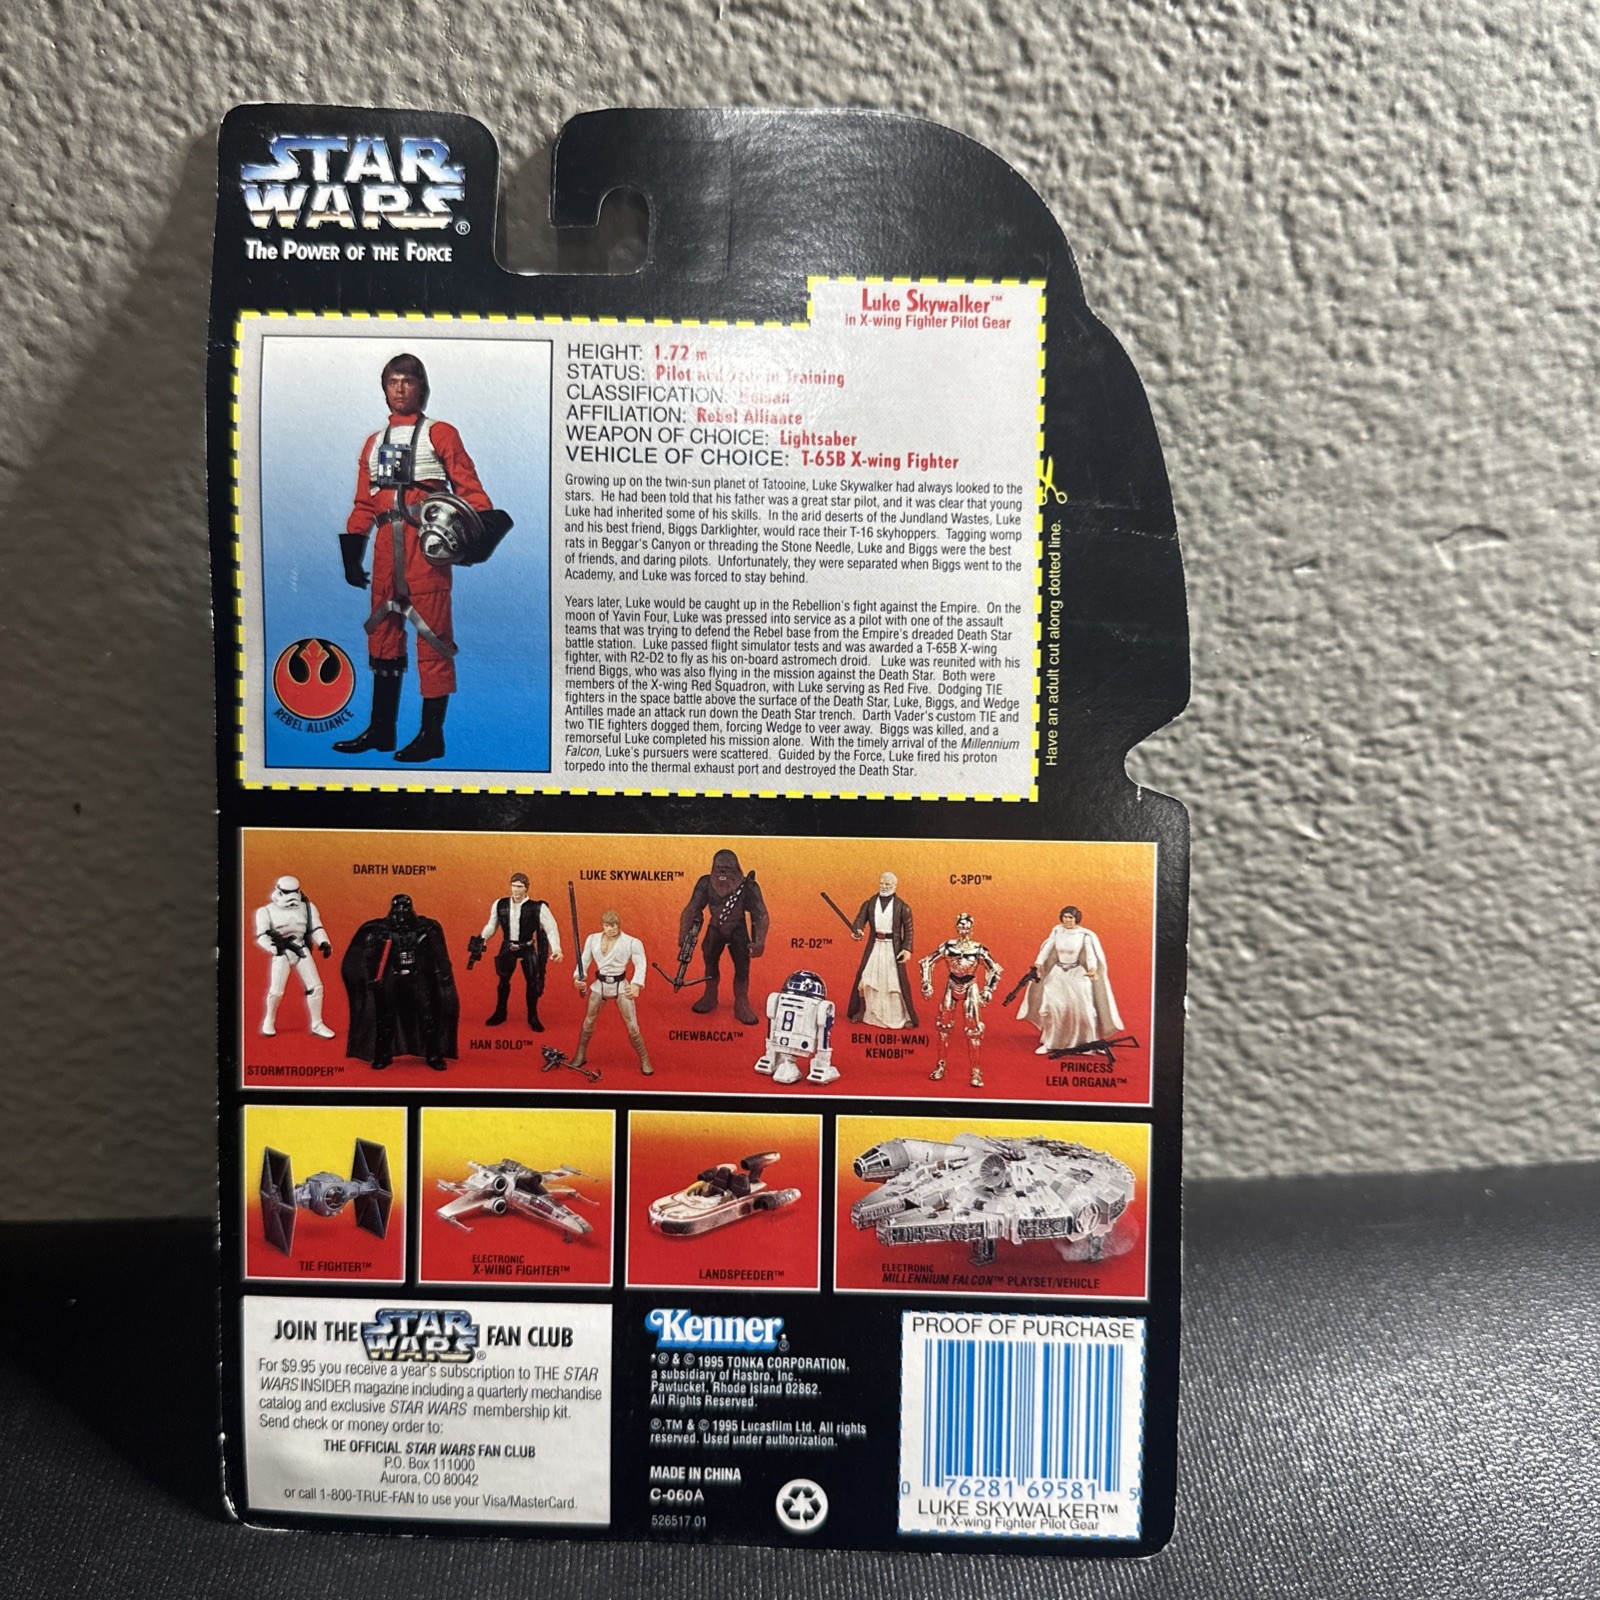 STAR
WARS®
The Power of the Force
Luke Skywalker™
in X-wing Fighter Pilot Gear
HEIGHT: 1.72 m
STATUS: Pilot and Jedi in Training
CLASSIFICATION: Human
AFFILIATION: Rebel Alliance
WEAPON OF CHOICE: Lightsaber
VEHICLE OF CHOICE: T-65B X-wing Fighter
Growing up on the twin-sun planet of Tatooine, Luke Skywalker had always looked to the
stars. He had been told that his father was a great star pilot, and it was clear that young
Luke had inherited some of his skills. In the arid deserts of the Jundland Wastes, Luke
and his best friend, Biggs Darklighter, would race their T-16 skyhoppers. Tagging womp
rats in Beggar's Canyon or threading the Stone Needle, Luke and Biggs were the best
of friends, and daring pilots. Unfortunately, they were separated when Biggs went to the
Academy, and Luke was forced to stay behind.
Years later, Luke would be caught up in the Rebellion's fight against the Empire. On the
moon of Yavin Four, Luke was pressed into service as a pilot with one of the assault
teams that was trying to defend the Rebel base from the Empire's dreaded Death Star
battle station. Luke passed flight simulator tests and was awarded a T-65B X-wing
fighter, with R2-D2 to fly as his on-board astromech droid. Luke was reunited with his
friend Biggs, who was also flying in the mission against the Death Star. Both were
members of the X-wing Red Squadron, with Luke serving as Red Five. Dodging TIE
fighters in the space battle above the surface of the Death Star, Luke, Biggs, and Wedge
Antilles made an attack run down the Death Star trench. Darth Vader's custom TIE and
two TIE fighters dogged them, forcing Wedge to veer away. Biggs was killed, and a
remorseful Luke completed his mission alone. With the timely arrival of the Millennium
Falcon, Luke's pursuers were scattered. Guided by the Force, Luke fired his proton
torpedo into the thermal exhaust port and destroyed the Death Star.
REBEL ALLIANCE
Have an adult cut along dotted line.
DARTH VADER™
LUKE SKYWALKER™
C-3PO™
R2-D2™
STORMTROOPER™
HAN SOLO™
CHEWBACCA™
BEN (OBI-WAN)
KENOBI™
PRINCESS
LEIA ORGANA™
TIE FIGHTER™
ELECTRONIC
X-WING FIGHTER™
LANDSPEEDER™
ELECTRONIC
MILLENNIUM FALCON™ PLAYSET/VEHICLE
JOIN THE STAR WARS® FAN CLUB
For $9.95 you receive a year's subscription to THE STAR
WARS INSIDER magazine including a quarterly mechandise
catalog and exclusive STAR WARS membership kit.
Send check or money order to:
THE OFFICIAL STAR WARS FAN CLUB
P.O. Box 111000
Aurora, CO 80042
or call 1-800-TRUE-FAN to use your Visa/MasterCard.
Kenner®
*® & © 1995 TONKA CORPORATION,
a subsidiary of Hasbro, Inc.,
Pawtucket, Rhode Island 02862.
All Rights Reserved.
®,TM & © 1995 Lucasfilm Ltd. All rights
reserved. Used under authorization.
MADE IN CHINA
C-060A
526517.01
PROOF OF PURCHASE
0 76281 69581 5
LUKE SKYWALKER™
in X-wing Fighter Pilot Gear